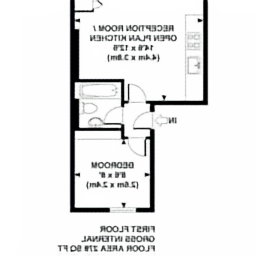 RECEPTION ROOM /
OPEN PLAN KITCHEN
14'6 x 12'6
(4.4m x 3.8m)
IN
BEDROOM
8'6 x 8'
(2.6m x 2.4m)
FIRST FLOOR
GROSS INTERNAL
FLOOR AREA 278 SQ FT